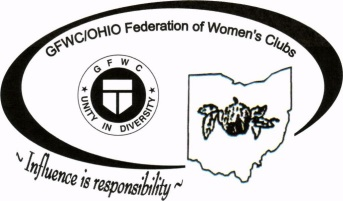 GFWC/OHIO Federation of Women's Clubs
GFWC
★ UNITY IN DIVERSITY ★
~ Influence is responsibility ~